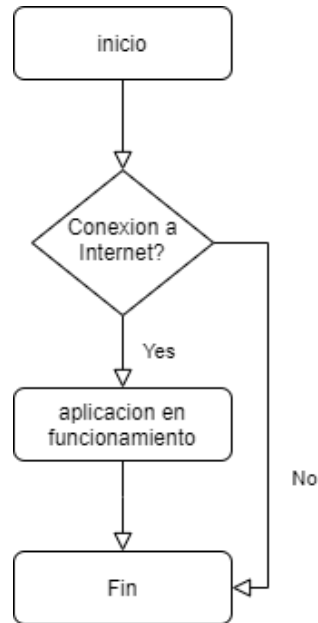 inicio
Conexion a
Internet?
Yes
aplicacion en
funcionamiento
No
Fin